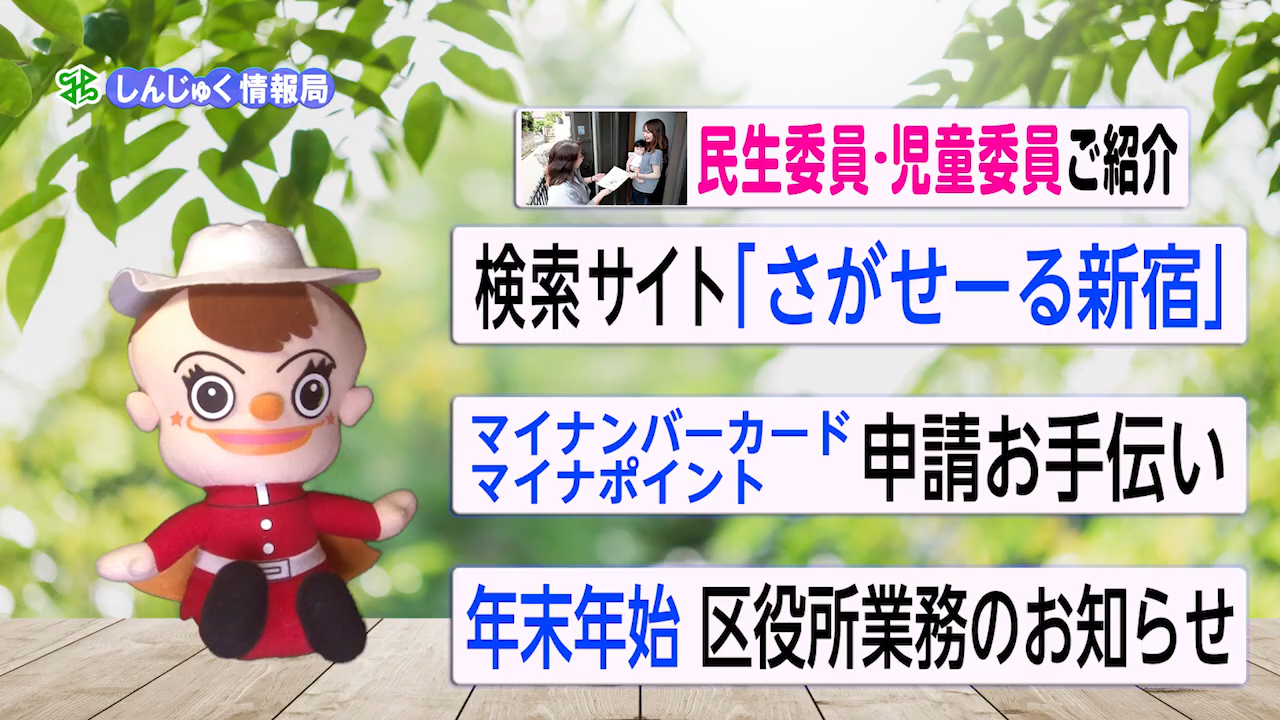 しんじゅく情報局
民生委員・児童委員ご紹介
検索サイト「さがせーる新宿」
マイナンバーカード
マイナポイント
申請お手伝い
年末年始 区役所業務のお知らせ